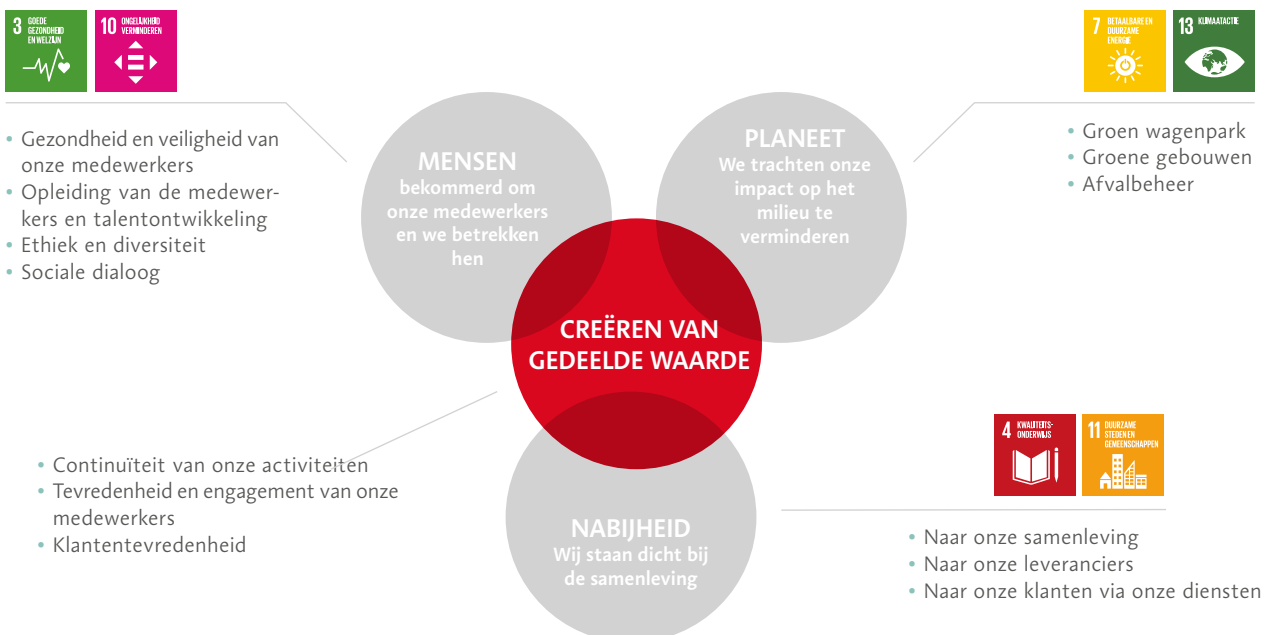 3 GOEDE
GEZONDHEID
EN WELZIJN
10 ONGELIJKHEID
VERMINDEREN
• Gezondheid en veiligheid van
onze medewerkers
• Opleiding van de medewer-
kers en talentontwikkeling
• Ethiek en diversiteit
• Sociale dialoog
MENSEN
bekommerd om
onze medewerkers
en we betrekken
hen
PLANEET
We trachten onze
impact op het
milieu te
verminderen
7 BETAALBARE EN
DUURZAME
ENERGIE
13 KLIMAATACTIE
• Groen wagenpark
• Groene gebouwen
• Afvalbeheer
CREËREN VAN
GEDEELDE WAARDE
• Continuïteit van onze activiteiten
• Tevredenheid en engagement van onze
medewerkers
• Klantentevredenheid
NABIJHEID
Wij staan dicht bij
de samenleving
4 KWALITEITS-
ONDERWIJS
11 DUURZAME
STEDEN EN
GEMEENSCHAPPEN
• Naar onze samenleving
• Naar onze leveranciers
• Naar onze klanten via onze diensten